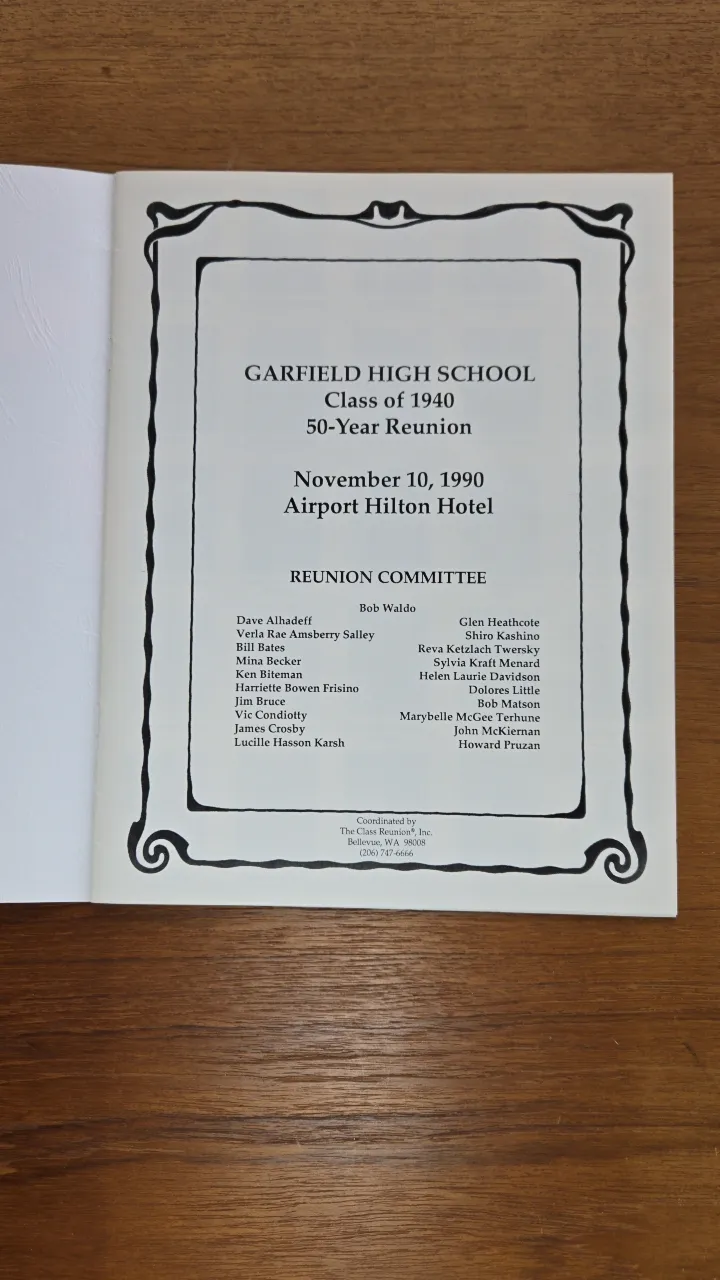 GARFIELD HIGH SCHOOL
Class of 1940
50-Year Reunion
November 10, 1990
Airport Hilton Hotel
REUNION COMMITTEE
Bob Waldo
Dave Alhadeff
Verla Rae Amsberry Salley
Bill Bates
Mina Becker
Ken Biteman
Harriette Bowen Frisino
Jim Bruce
Vic Condiotty
James Crosby
Lucille Hasson Karsh
Glen Heathcote
Shiro Kashino
Reva Ketzlach Twersky
Sylvia Kraft Menard
Helen Laurie Davidson
Dolores Little
Bob Matson
Marybelle McGee Terhune
John McKiernan
Howard Pruzan
Coordinated by
The Class Reunion®, Inc.
Bellevue, WA 98008
(206) 747-6666